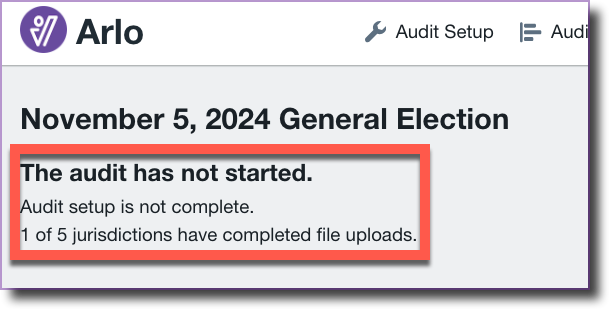 Arlo
Audit Setup
Audi
November 5, 2024 General Election
The audit has not started.
Audit setup is not complete.
1 of 5 jurisdictions have completed file uploads.